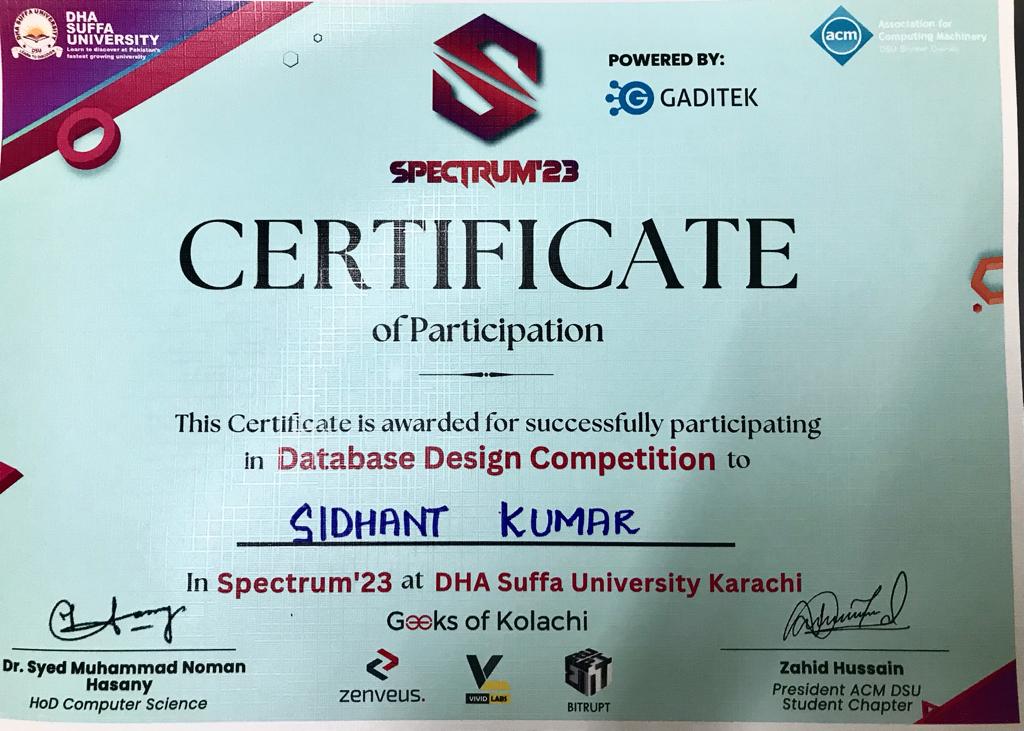 DHA
SUFFA
UNIVERSITY
Learn to discover at Pakistan's
fastest growing university
DHA SUFFA UNIVERSITY
DSU
acm
Association for
Computing Machinery
POWERED BY:
GADITEK
SPECTRUM'23
CERTIFICATE
of Participation
This Certificate is awarded for successfully participating
in Database Design Competition to
SIDHANT KUMAR
In Spectrum'23 at DHA Suffa University Karachi
Geeks of Kolachi
Dr. Syed Muhammad Noman
Hasany
HoD Computer Science
zenveus.
VIVID LABS
BITRUPT
Zahid Hussain
President ACM DSU
Student Chapter